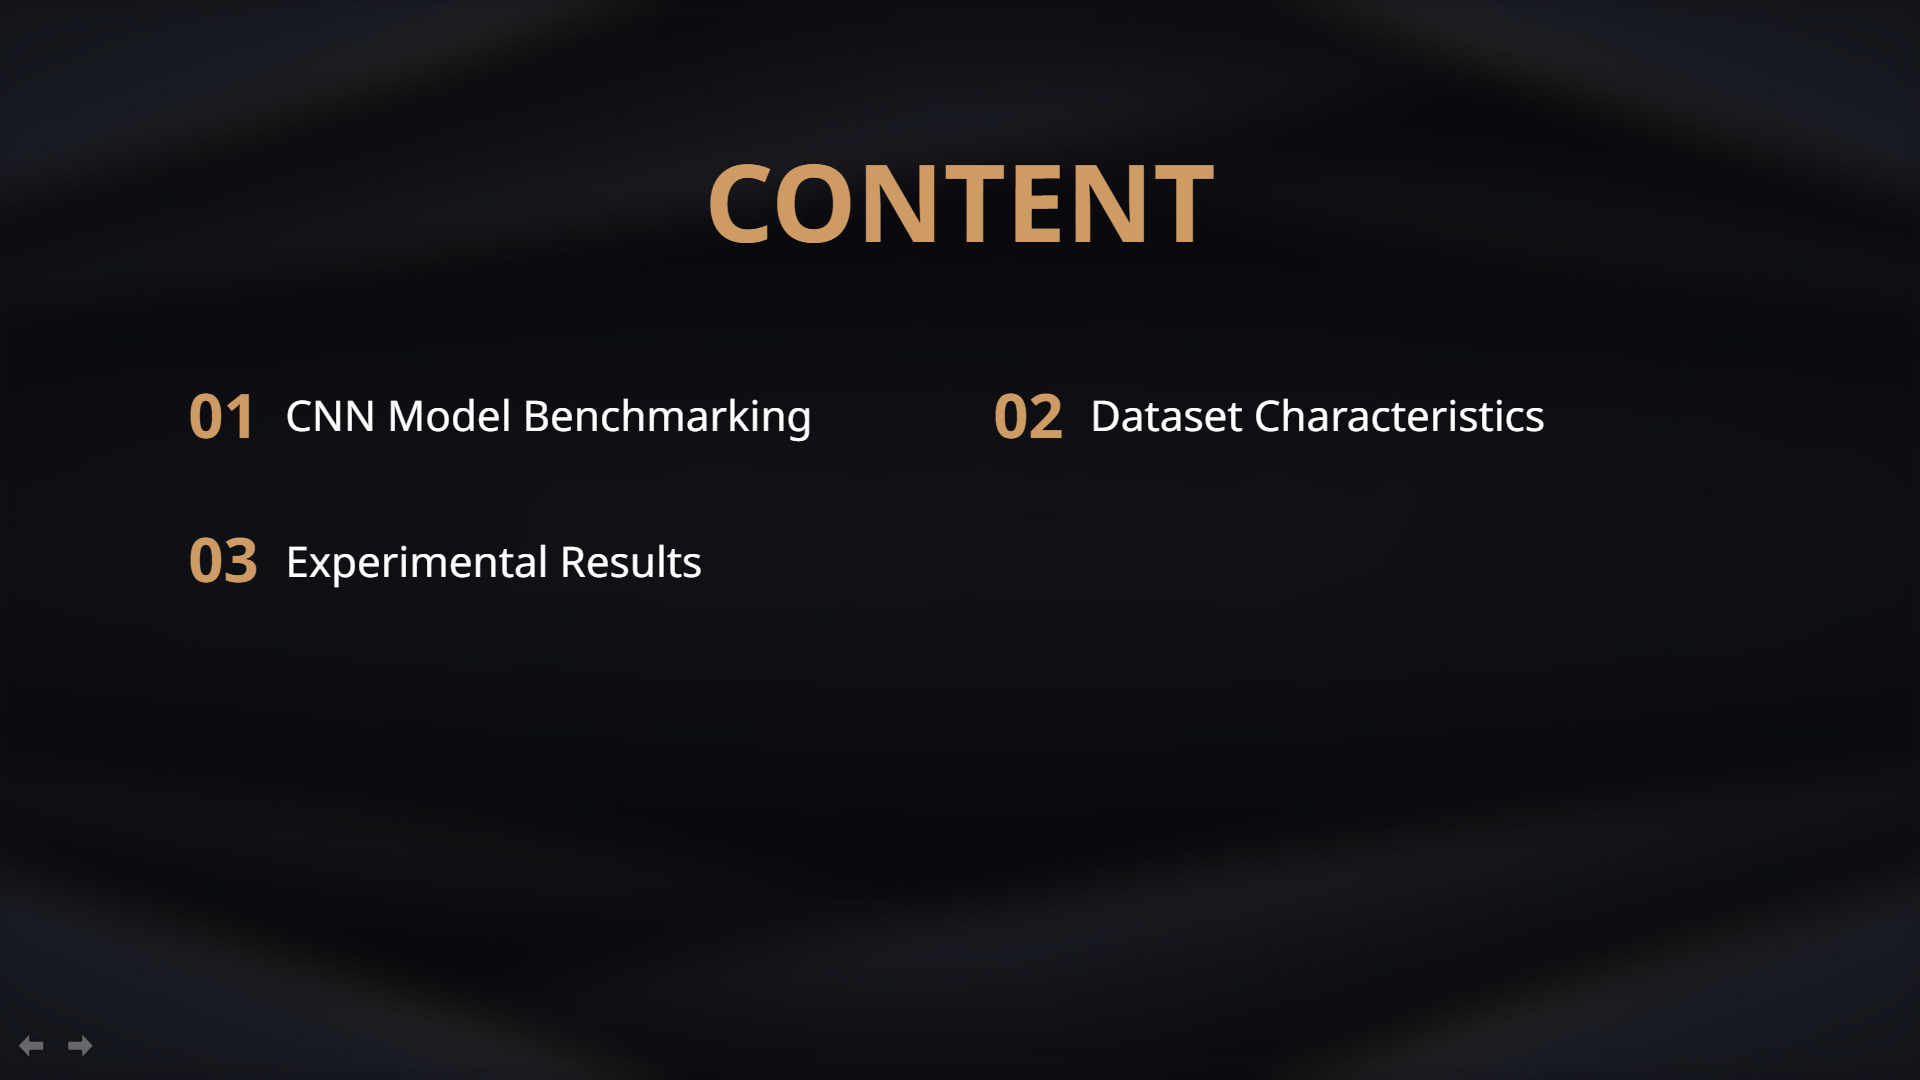 CONTENT
01 CNN Model Benchmarking
02 Dataset Characteristics
03 Experimental Results